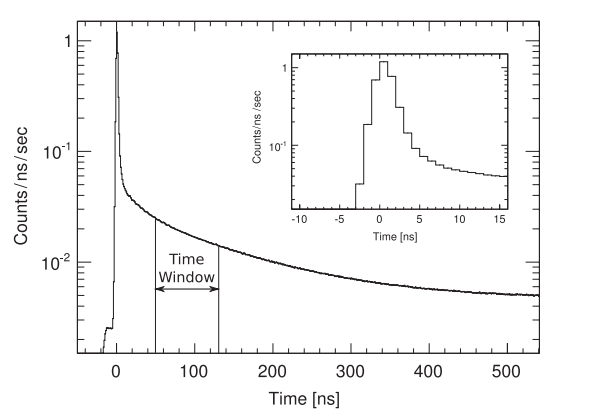 1
10-1
10-2
Counts/ns/sec
0
100
200
300
400
500
Time [ns]
Time
Window
1
10-1
Counts/ns/sec
-10
-5
0
5
10
15
Time [ns]